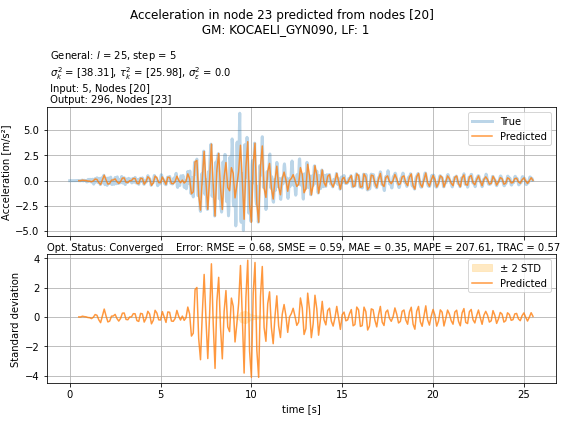 Acceleration in node 23 predicted from nodes [20]
GM: KOCAELI_GYN090, LF: 1
General: l = 25, step = 5
σ²ₖ = [38.31], τ²ₖ = [25.98], σ²ε = 0.0
Input: 5, Nodes [20]
Output: 296, Nodes [23]
Acceleration [m/s²]
5.0
2.5
0.0
−2.5
−5.0
True
Predicted
Opt. Status: Converged Error: RMSE = 0.68, SMSE = 0.59, MAE = 0.35, MAPE = 207.61, TRAC = 0.57
Standard deviation
4
2
0
−2
−4
± 2 STD
Predicted
0 5 10 15 20 25
time [s]